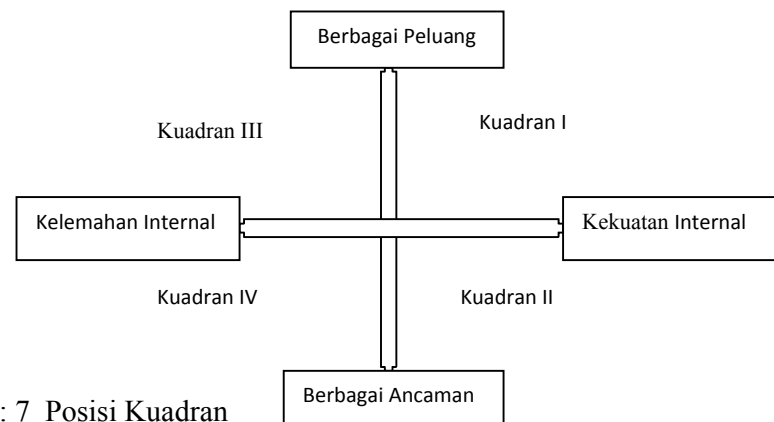 Berbagai Peluang
Kuadran III
Kuadran I
Kelemahan Internal
Kekuatan Internal
Kuadran IV
Kuadran II
Berbagai Ancaman
: 7 Posisi Kuadran